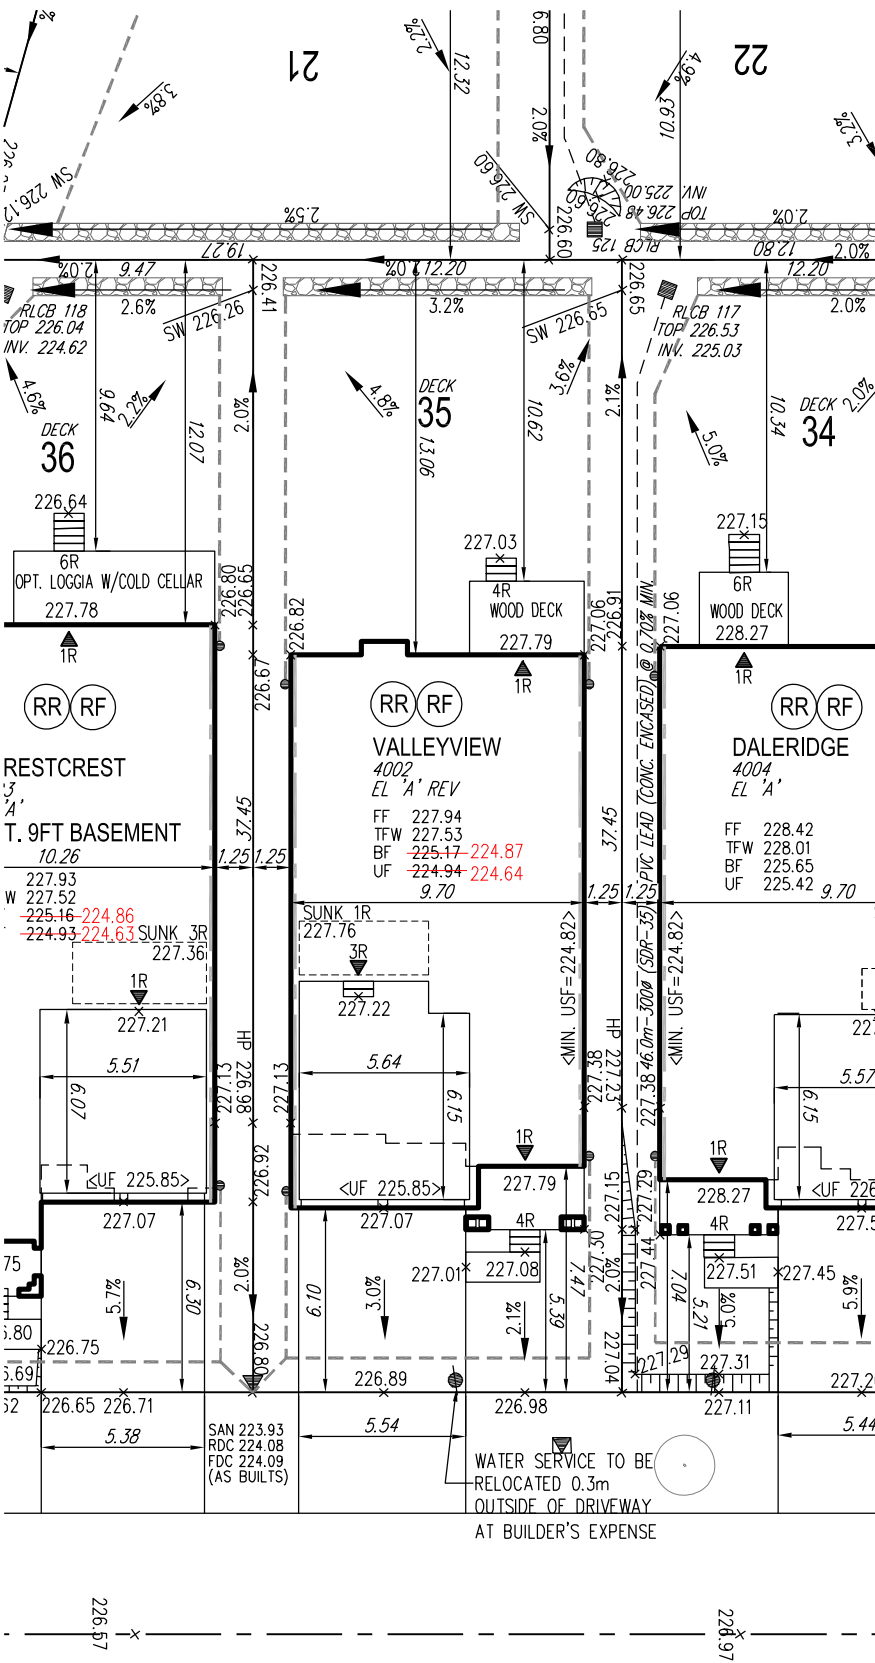 21
22
%
3.8%
2.2%
12.32
6.80
2.0%
4.9%
10.93
3.2%
226.80
226.60
SW 226.60
226.60
INV. 225.00
TOP 226.48
RLCB 125
SW 226.12
2.5%
2.0%
19.27
12.80
2.0%
2.0%
9.47
2.0%
12.20
12.20
226.41
226.65
2.6%
3.2%
2.0%
SW 226.26
SW 226.65
RLCB 118
TOP 226.04
INV. 224.62
RLCB 117
TOP 226.53
INV. 225.03
4.6%
9.64
2.2%
12.07
2.0%
4.8%
13.06
10.62
3.6%
2.1%
5.0%
10.34
2.0%
DECK
36
DECK
35
DECK
34
226.64
6R
OPT. LOGGIA W/COLD CELLAR
227.78
1R
226.80
226.65
226.82
226.67
227.03
4R
WOOD DECK
227.79
1R
227.06
226.91
227.06
227.15
6R
WOOD DECK
228.27
1R
RR RF
RR RF
RR RF
RESTCREST
3
'A'
T. 9FT BASEMENT
10.26
227.93
W 227.52
225.16 224.86
224.93 224.63
SUNK 3R
227.36
1R
227.21
VALLEYVIEW
4002
EL 'A' REV
FF 227.94
TFW 227.53
BF 225.17 224.87
UF 224.94 224.64
9.70
DALERIDGE
4004
EL 'A'
FF 228.42
TFW 228.01
BF 225.65
UF 225.42
9.70
37.45
1.25 1.25
37.45
1.25 1.25
46.0m-300ø (SDR-35) PVC LEAD (CONC. ENCASED) @ 0.70% MIN.
SUNK 1R
227.76
3R
227.22
<MIN. USF=224.82>
<MIN. USF=224.82>
5.51
6.07
227.13
HP 226.98
227.13
226.92
5.64
6.15
227.38
HP 227.23
227.38
227
5.57
6.15
<UF 225.85>
227.07
<UF 225.85>
227.07
1R
227.79
4R
227.15
227.29
1R
228.27
4R
<UF 226
227.5
75
5.80
5.69
52
226.75
5.7%
6.30
2.0%
226.80
6.10
3.0%
227.01
227.08
2.1%
5.39
7.47
227.30
2.0%
227.04
227.44
7.04
5.21
227.51
5.0%
227.45
5.6%
227.29
227.31
226.65
226.71
226.89
226.98
227.11
227.2
5.38
5.54
5.44
SAN 223.93
RDC 224.08
FDC 224.09
(AS BUILTS)
WATER SERVICE TO BE
RELOCATED 0.3m
OUTSIDE OF DRIVEWAY
AT BUILDER'S EXPENSE
226.57
226.97